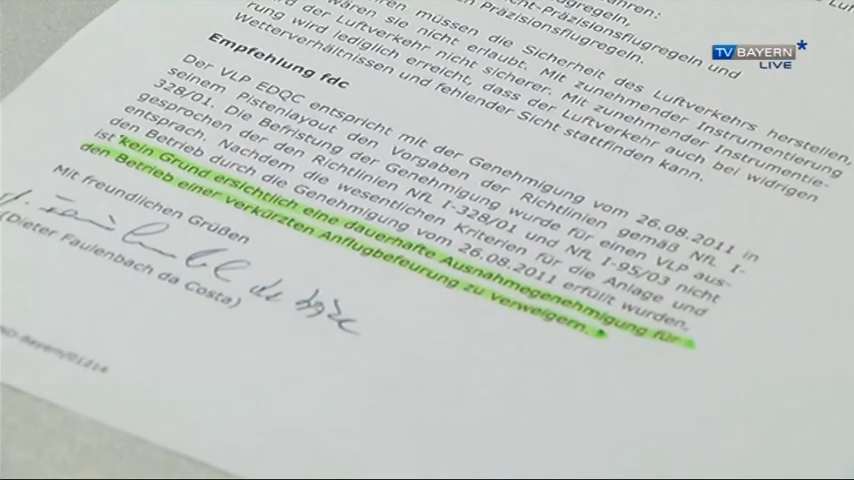 TV BAYERN
LIVE
ahren:
müssen die Sicherheit des Luftverkehrs herstellen,
wären sie nicht erlaubt. Mit zunehmender Instrumentierung
d der Luftverkehr nicht sicherer. Mit zunehmender Instrumentie-
rung wird lediglich erreicht, dass der Luftverkehr auch bei widrigen
Wetterverhältnissen und fehlender Sicht stattfinden kann.
Präzisionsflugregeln und
Präzisionsflugregeln.
Empfehlung fdc
Der VLP EDQC entspricht mit der Genehmigung vom 26.08.2011 in
seinem Pistenlayout den Vorgaben der Richtlinien gemäß NfL I-
328/01. Die Befristung der Genehmigung wurde für einen VLP aus-
gesprochen der den Richtlinien NfL I-328/01 und NfL I-95/03 nicht
entsprach. Nachdem die wesentlichen Kriterien für die Anlage und
den Betrieb durch die Genehmigung vom 26.08.2011 erfüllt wurden,
ist kein Grund ersichtlich eine dauerhafte Ausnahmegenehmigung für
den Betrieb einer verkürzten Anflugbefeurung zu verweigern.
Mit freundlichen Grüßen
(Dieter Faulenbach da Costa)